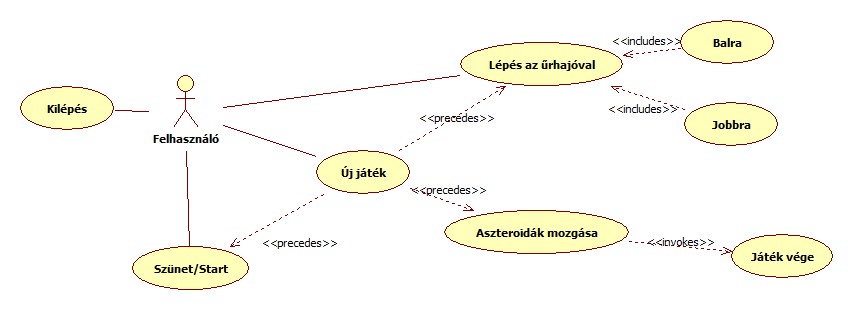 <<includes>>
Balra
Lépés az űrhajóval
Kilépés
<<includes>>
Jobbra
<<precedes>>
Felhasználó
Új játék
<<precedes>>
Aszteroidák mozgása
<<precedes>>
<<invokes>>
Játék vége
Szünet/Start